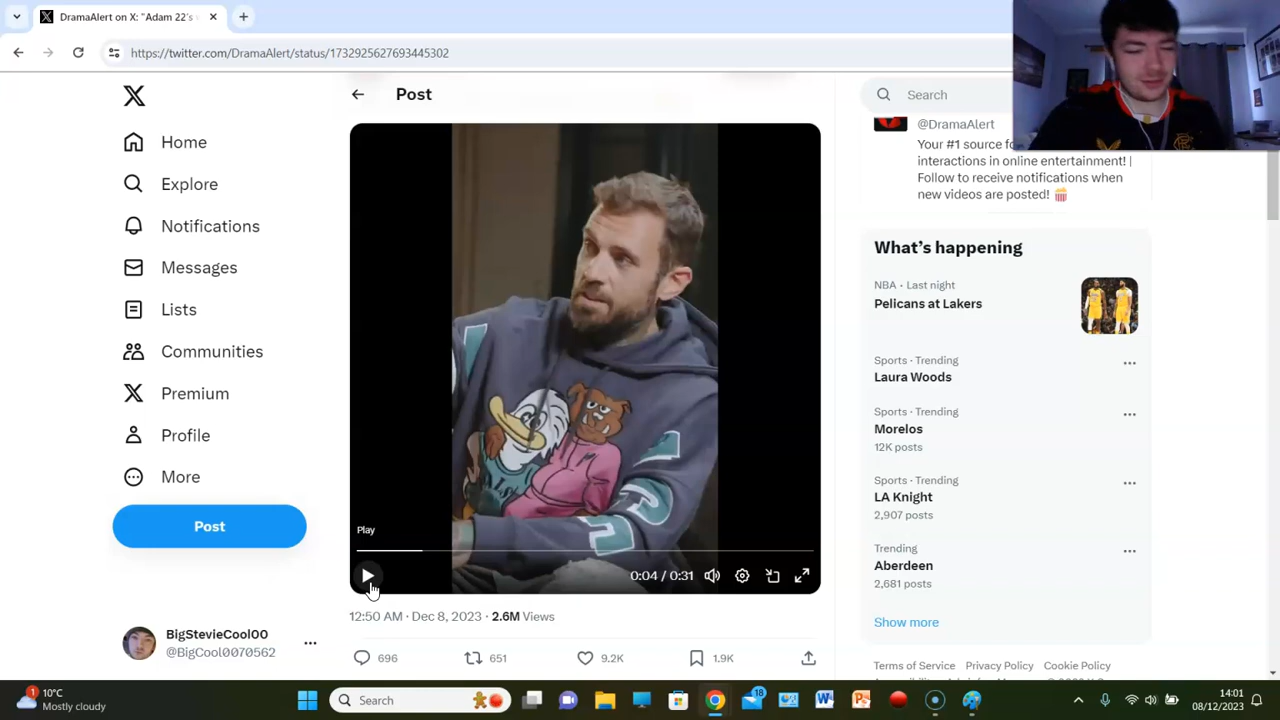 DramaAlert on X: "Adam 22's
https://twitter.com/DramaAlert/status/1732925627693445302
Home
Explore
Notifications
Messages
Lists
Communities
Premium
Profile
More
Post
BigStevieCool00
@BigCool0070562
Post
Play
0:04 / 0:31
12:50 AM · Dec 8, 2023 · 2.6M Views
696
651
9.2K
1.9K
Search
@DramaAlert
Your #1 source fo
interactions in online entertainment! |
Follow to receive notifications when
new videos are posted! 🍿
What's happening
NBA · Last night
Pelicans at Lakers
Sports · Trending
Laura Woods
Sports · Trending
Morelos
12K posts
Sports · Trending
LA Knight
2,907 posts
Trending
Aberdeen
2,681 posts
Show more
Terms of Service Privacy Policy Cookie Policy
1
10°C
Mostly cloudy
Search
18
14:01
08/12/2023